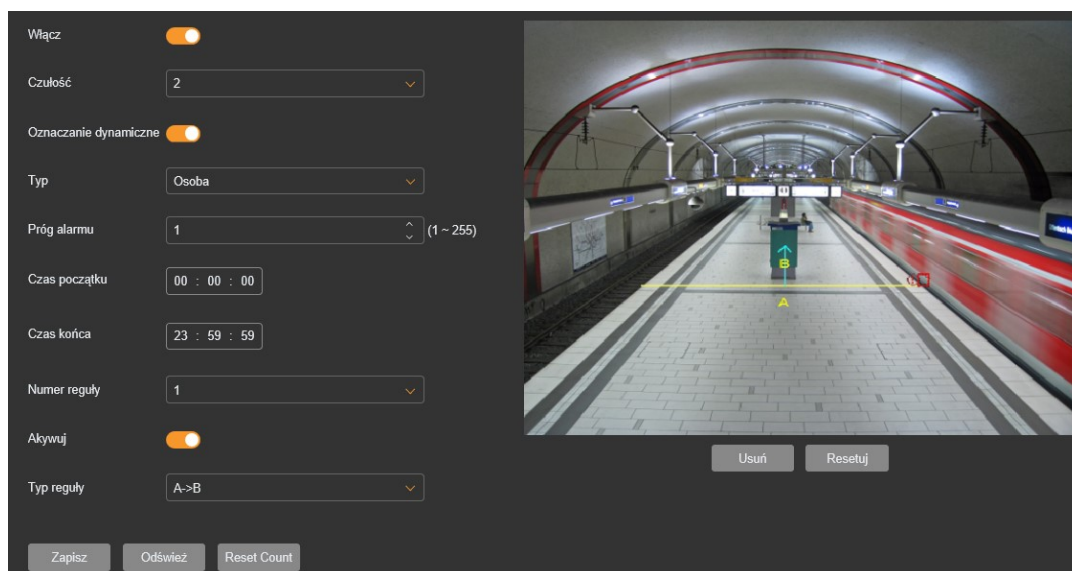 Włącz
Czułość
2
Oznaczanie dynamiczne
Typ
Osoba
Próg alarmu
1
(1 ~ 255)
Czas początku
00 : 00 : 00
Czas końca
23 : 59 : 59
Numer reguły
1
Akywuj
Typ reguły
A->B
Zapisz
Odśwież
Reset Count
B
A
Usuń
Resetuj